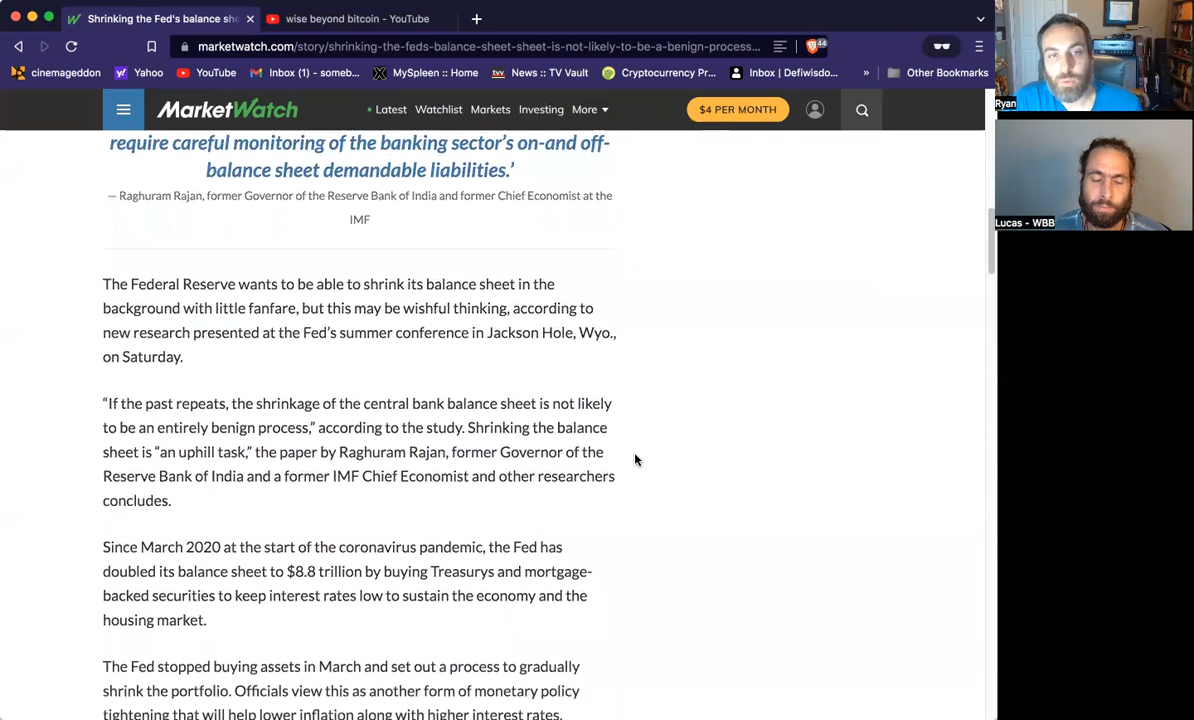 Shrinking the Fed's balance she
wise beyond bitcoin - YouTube
marketwatch.com/story/shrinking-the-feds-balance-sheet-sheet-is-not-likely-to-be-a-benign-process...
44
cinemageddon
Yahoo
YouTube
Inbox (1) - someb...
MySpleen :: Home
News :: TV Vault
Cryptocurrency Pr...
Inbox | Defiwisdo...
»
Other Bookmarks
MarketWatch
Latest
Watchlist
Markets
Investing
More
$4 PER MONTH
Ryan
Lucas - WBB
require careful monitoring of the banking sector's on-and off-
balance sheet demandable liabilities.'
— Raghuram Rajan, former Governor of the Reserve Bank of India and former Chief Economist at the
IMF
The Federal Reserve wants to be able to shrink its balance sheet in the
background with little fanfare, but this may be wishful thinking, according to
new research presented at the Fed's summer conference in Jackson Hole, Wyo.,
on Saturday.
“If the past repeats, the shrinkage of the central bank balance sheet is not likely
to be an entirely benign process,” according to the study. Shrinking the balance
sheet is “an uphill task,” the paper by Raghuram Rajan, former Governor of the
Reserve Bank of India and a former IMF Chief Economist and other researchers
concludes.
Since March 2020 at the start of the coronavirus pandemic, the Fed has
doubled its balance sheet to $8.8 trillion by buying Treasurys and mortgage-
backed securities to keep interest rates low to sustain the economy and the
housing market.
The Fed stopped buying assets in March and set out a process to gradually
shrink the portfolio. Officials view this as another form of monetary policy
tightening that will help lower inflation along with higher interest rates.